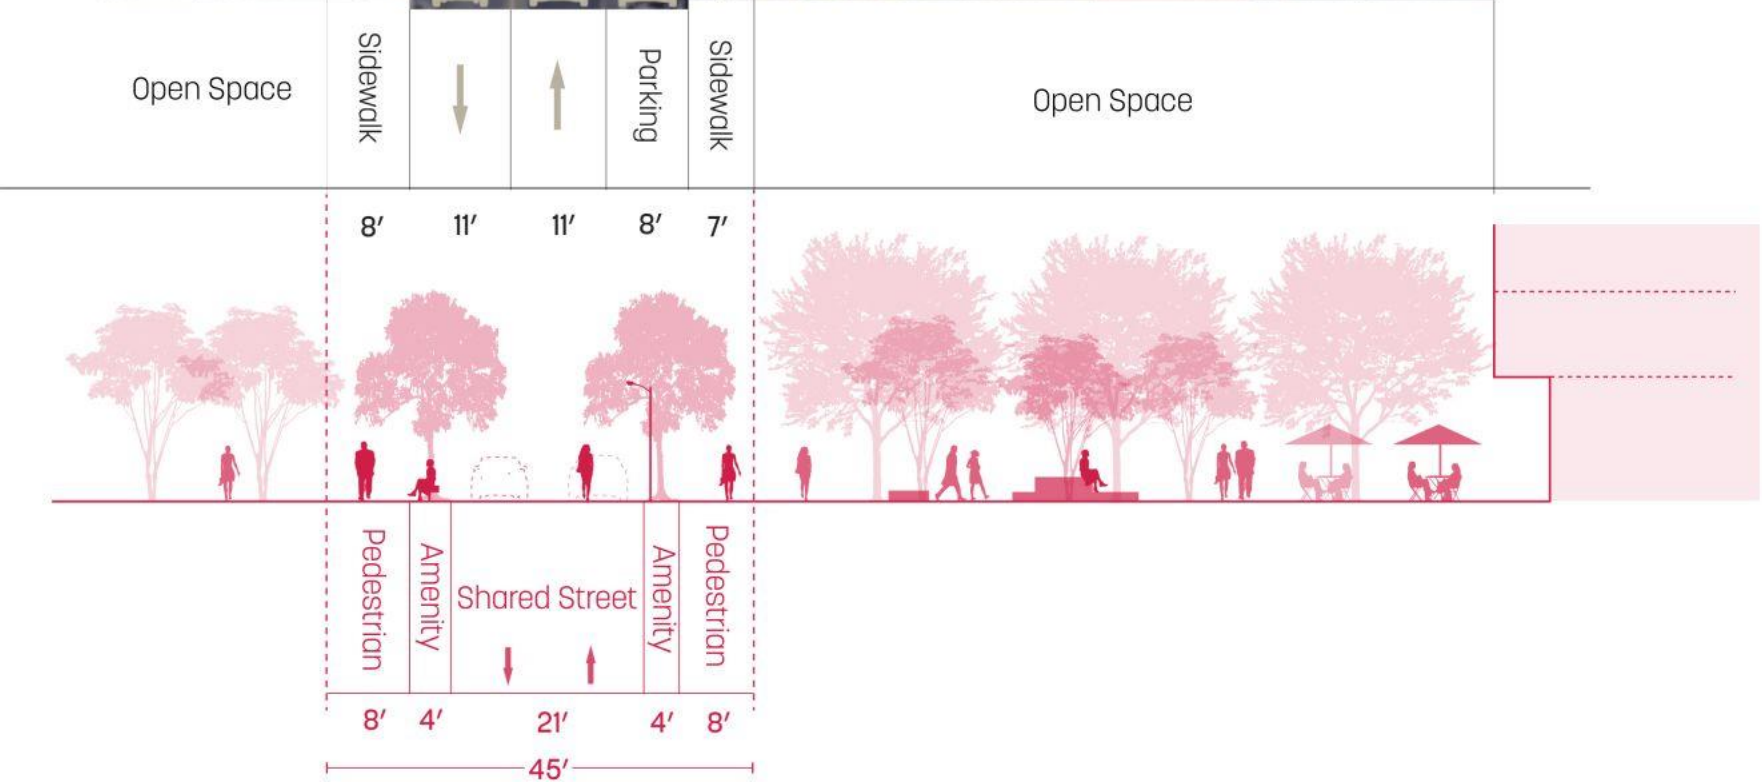 Open Space
Sidewalk
Parking
Sidewalk
Open Space
8′ 11′ 11′ 8′ 7′
Pedestrian
Amenity
Shared Street
Amenity
Pedestrian
8′ 4′ 21′ 4′ 8′
45′